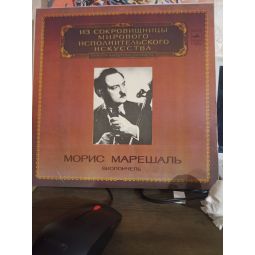 ИЗ СОКРОВИЩНИЦЫ
МИРОВОГО
ИСПОЛНИТЕЛЬСКОГО
ИСКУССТВА
МОРИС МАРЕШАЛЬ
ВИОЛОНЧЕЛЬ